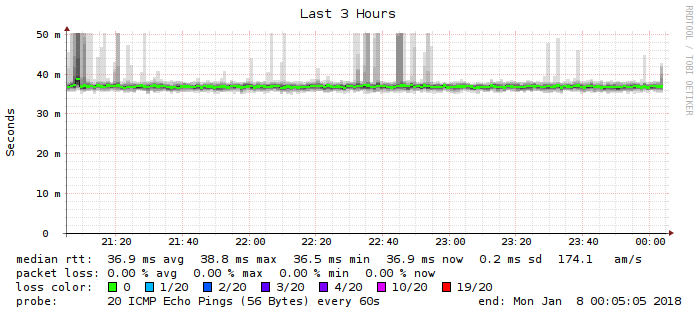 Last 3 Hours
RRDTOOL / TOBI OETIKER
Seconds
50 m
40 m
30 m
20 m
10 m
0
21:20 21:40 22:00 22:20 22:40 23:00 23:20 23:40 00:00
median rtt: 36.9 ms avg 38.8 ms max 36.5 ms min 36.9 ms now 0.2 ms sd 174.1 am/s
packet loss: 0.00 % avg 0.00 % max 0.00 % min 0.00 % now
loss color: 0 1/20 2/20 3/20 4/20 10/20 19/20
probe: 20 ICMP Echo Pings (56 Bytes) every 60s end: Mon Jan 8 00:05:05 2018